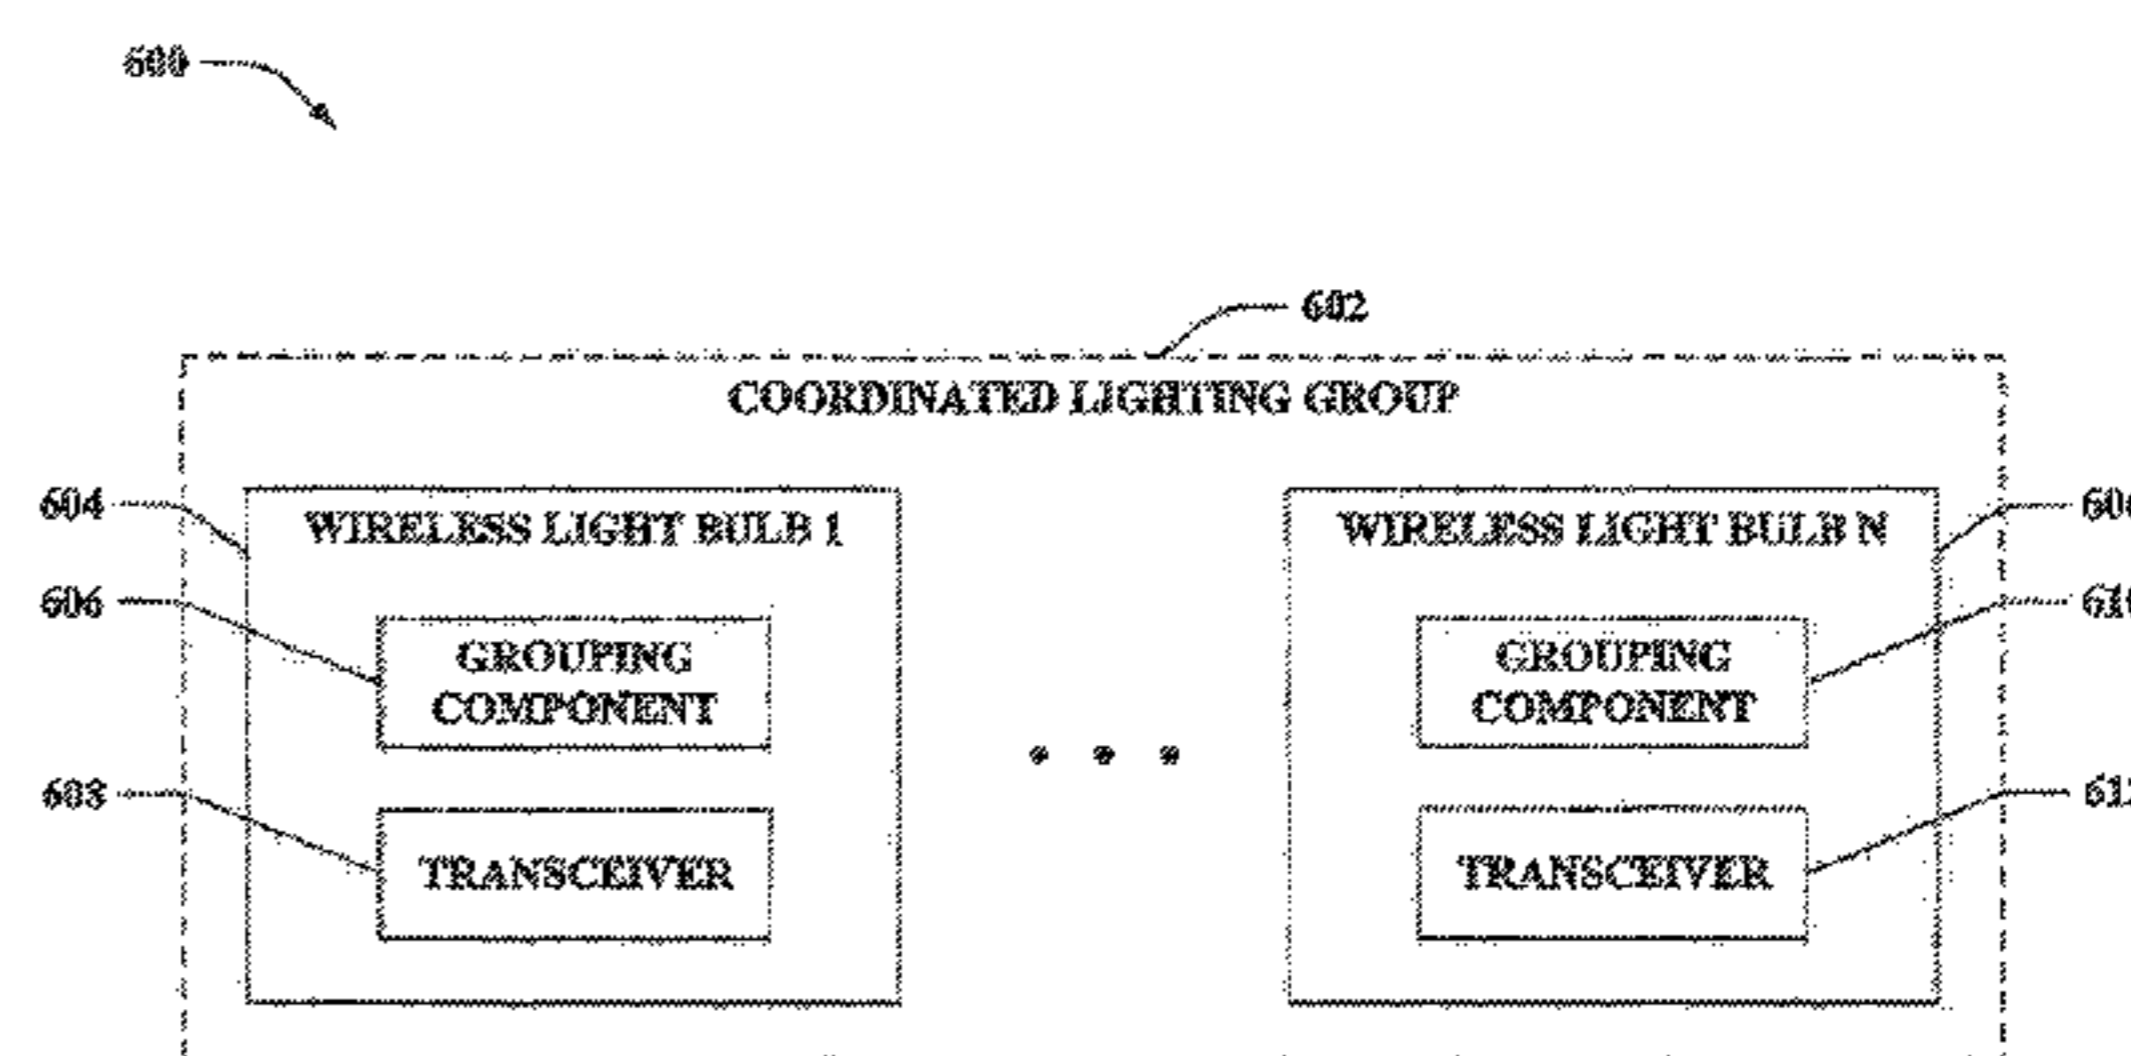 600
602
COORDINATED LIGHTING GROUP
604
WIRELESS LIGHT BULB 1
WIRELESS LIGHT BULB N
606
GROUPING
COMPONENT
GROUPING
COMPONENT
608
TRANSCEIVER
TRANSCEIVER